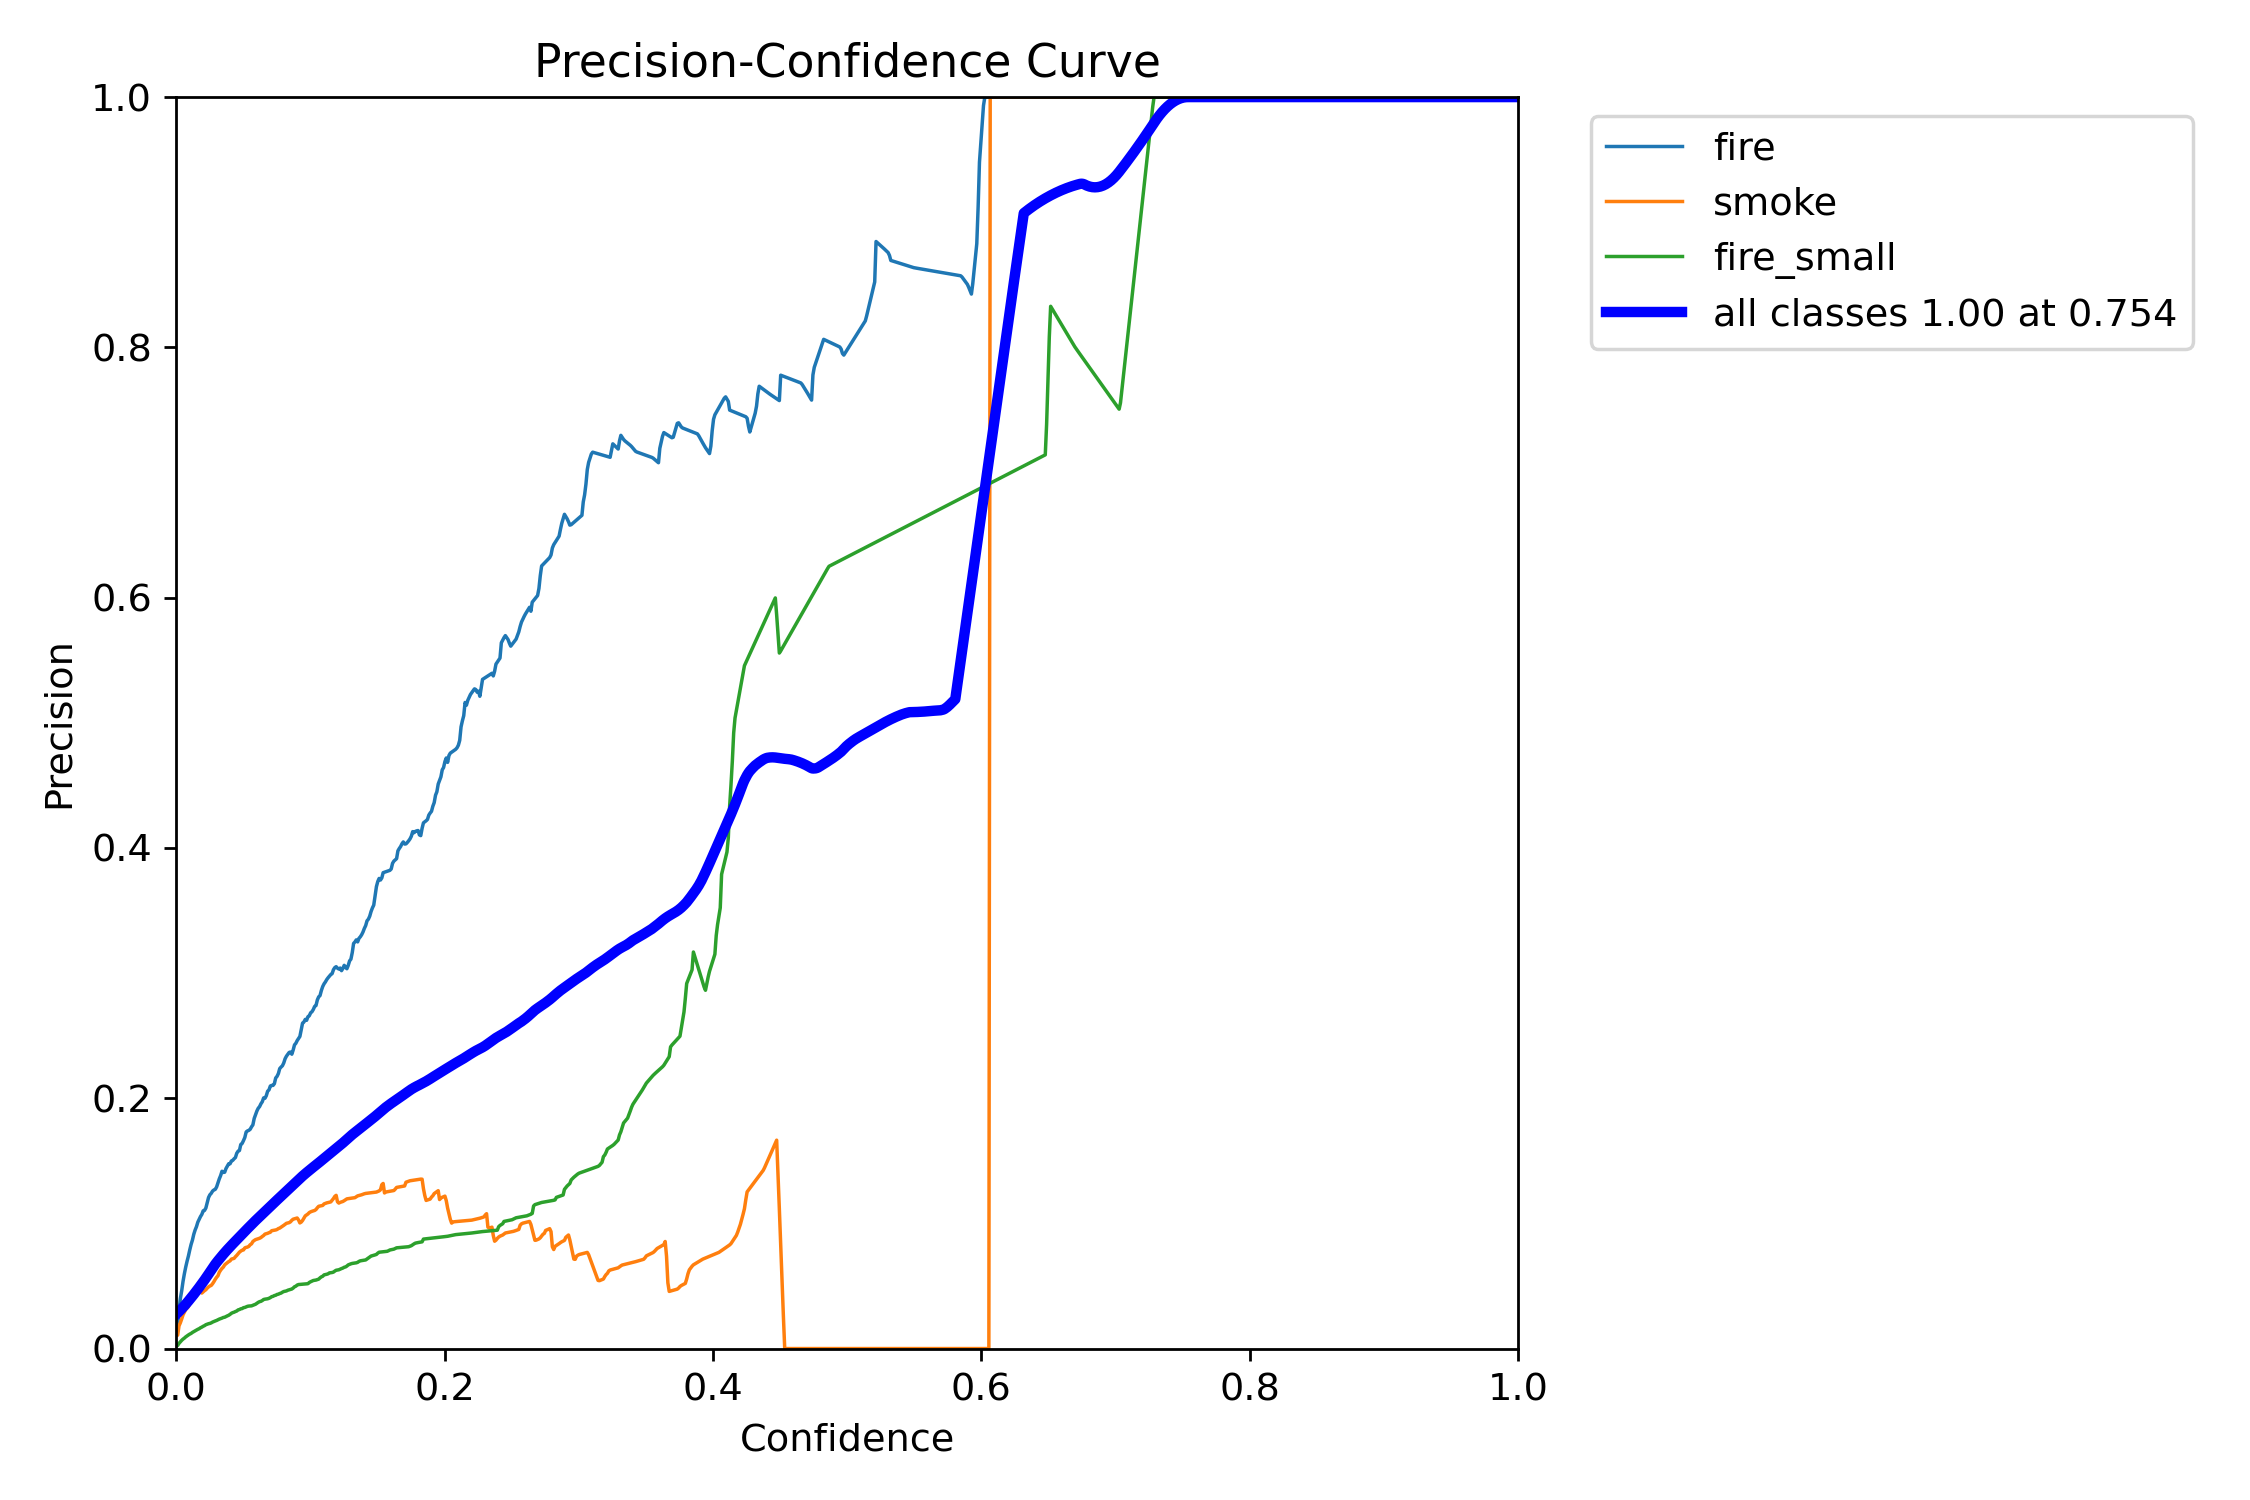 Precision-Confidence Curve
1.0
0.8
0.6
0.4
0.2
0.0
Precision
0.0 0.2 0.4 0.6 0.8 1.0
Confidence
fire
smoke
fire_small
all classes 1.00 at 0.754